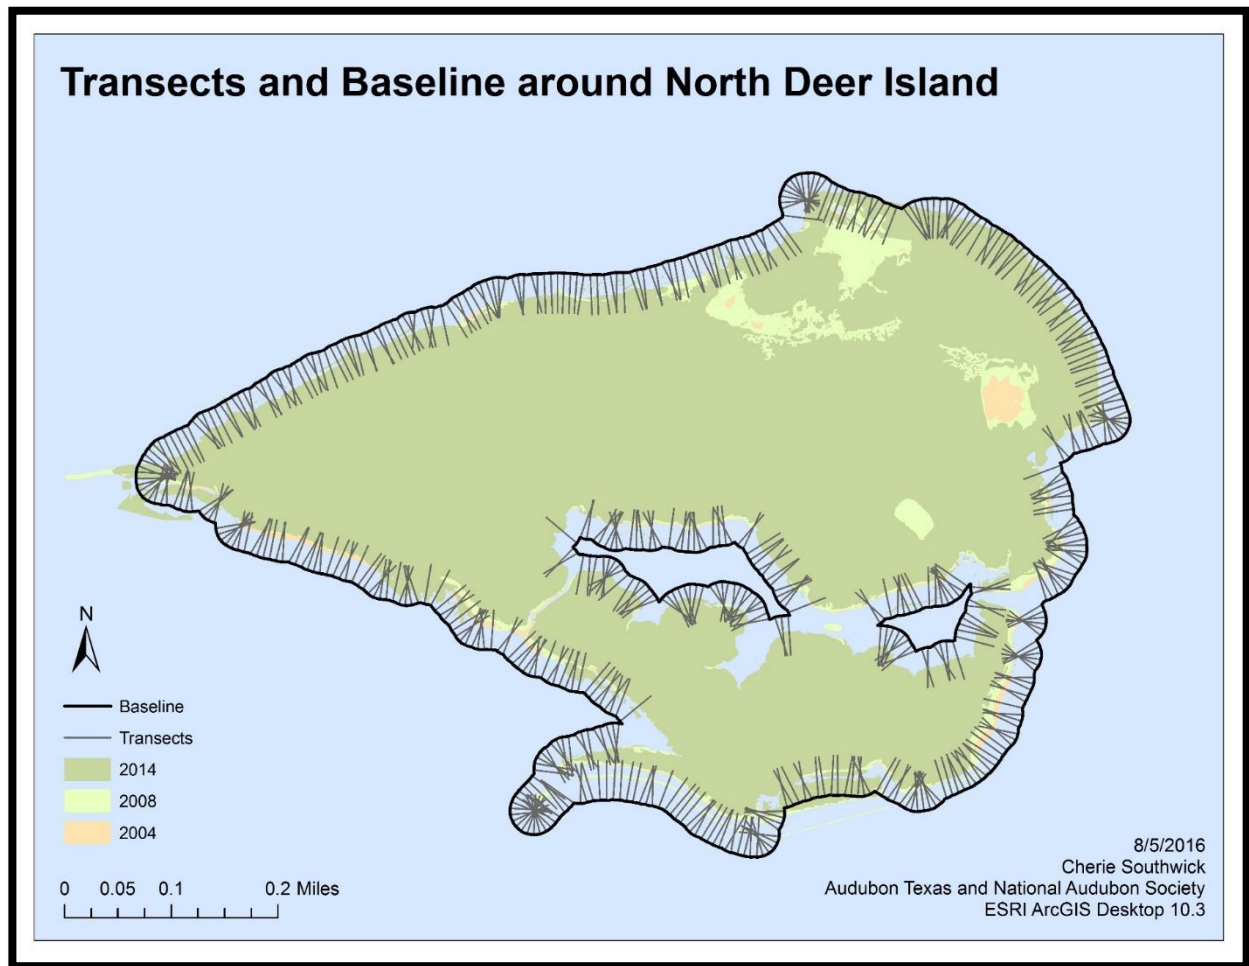 Transects and Baseline around North Deer Island
N
Baseline
Transects
2014
2008
2004
0 0.05 0.1 0.2 Miles
8/5/2016
Cherie Southwick
Audubon Texas and National Audubon Society
ESRI ArcGIS Desktop 10.3